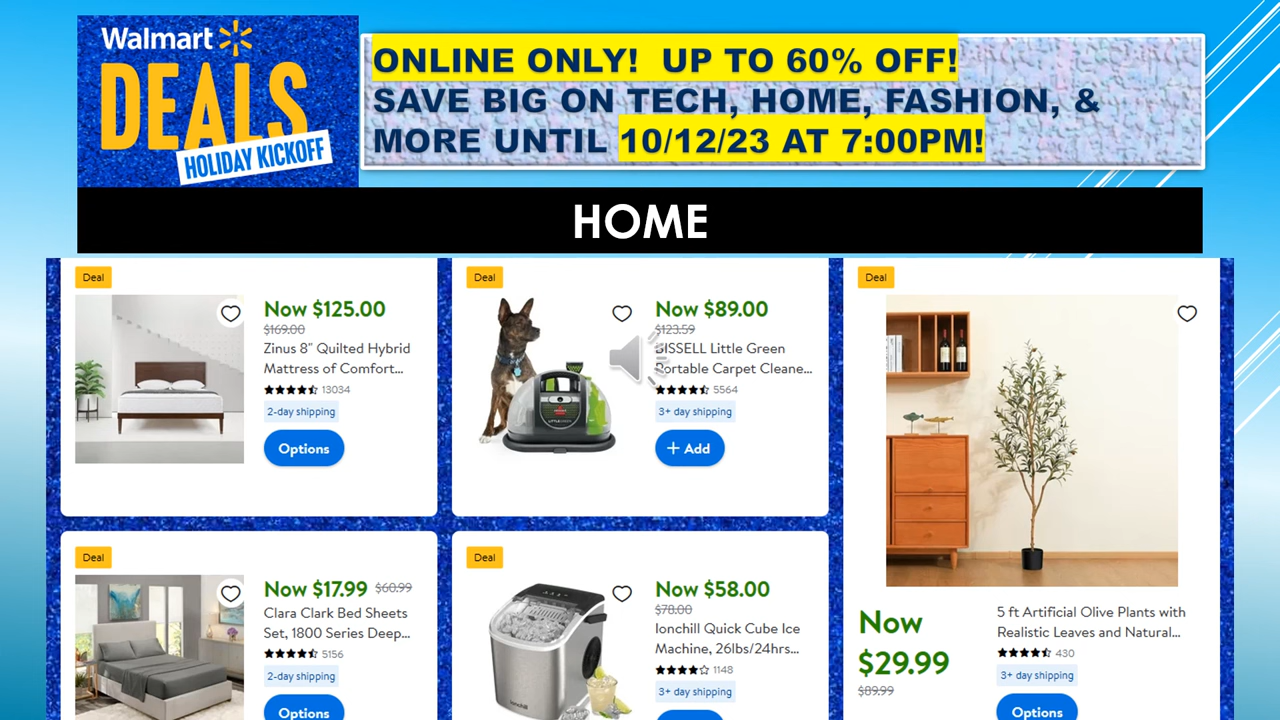 Walmart
DEALS
HOLIDAY KICKOFF
ONLINE ONLY! UP TO 60% OFF!
SAVE BIG ON TECH, HOME, FASHION, &
MORE UNTIL 10/12/23 AT 7:00PM!
HOME
Deal
Now $125.00
$169.00
Zinus 8" Quilted Hybrid
Mattress of Comfort...
13034
2-day shipping
Options
Deal
Now $89.00
$123.59
BISSELL Little Green
Portable Carpet Cleane...
5564
3+ day shipping
+ Add
Deal
Now
$29.99
$89.99
5 ft Artificial Olive Plants with
Realistic Leaves and Natural...
430
3+ day shipping
Options
Deal
Now $17.99 $60.99
Clara Clark Bed Sheets
Set, 1800 Series Deep...
5156
2-day shipping
Options
Deal
Now $58.00
$78.00
Ionchill Quick Cube Ice
Machine, 26lbs/24hrs...
1148
3+ day shipping
ionchill